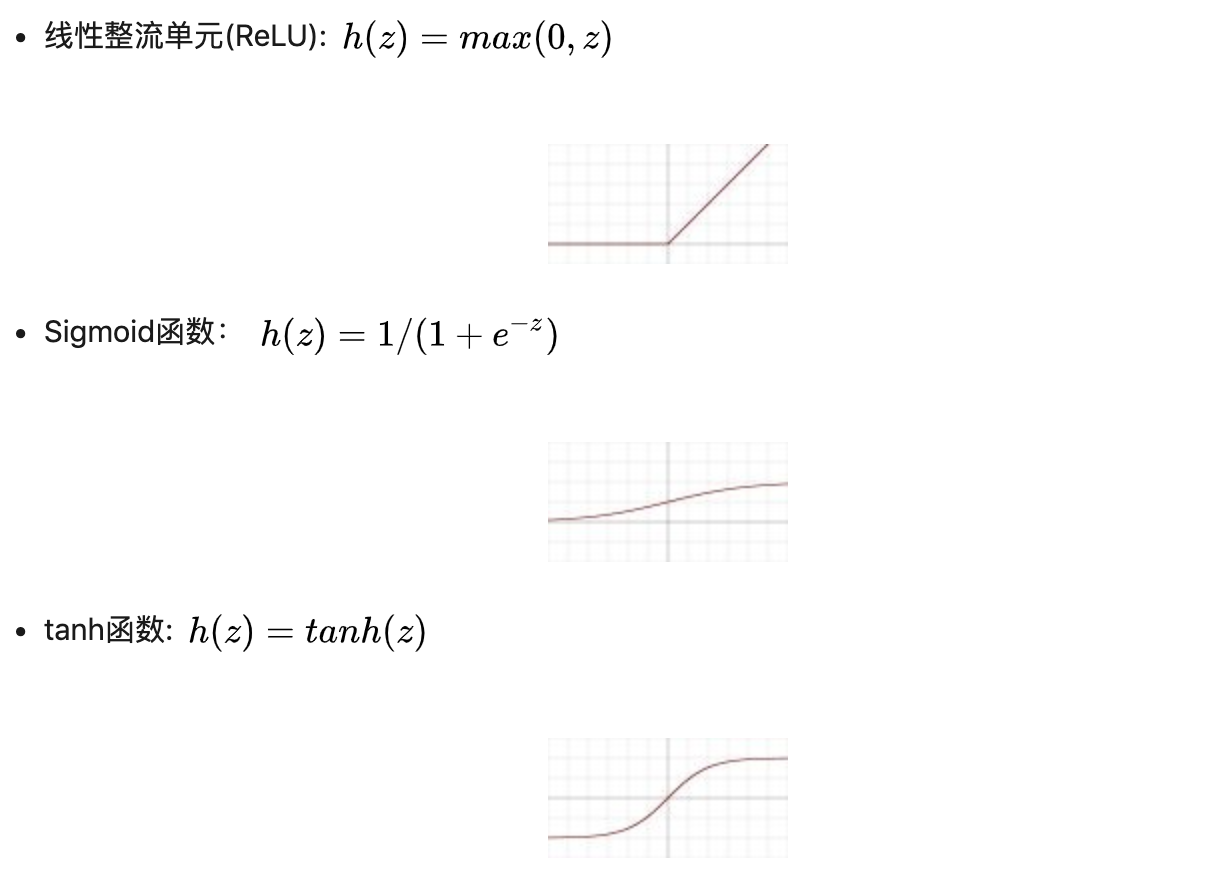 • 线性整流单元(ReLU): h(z) = max(0, z)
• Sigmoid函数： h(z) = 1/(1 + e^{-z})
• tanh函数: h(z) = tanh(z)